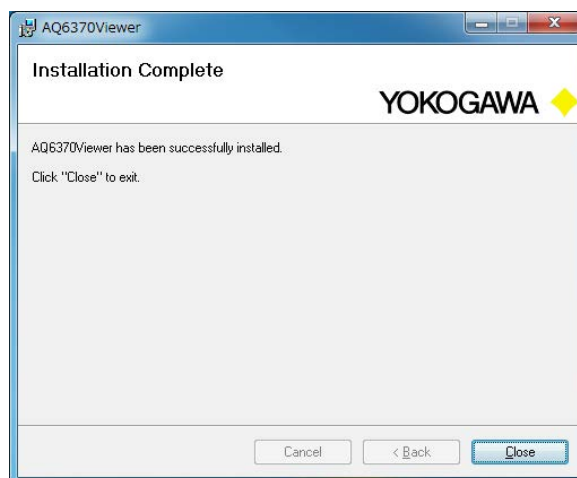 AQ6370Viewer
Installation Complete
YOKOGAWA
AQ6370Viewer has been successfully installed.
Click "Close" to exit.
Cancel
< Back
Close